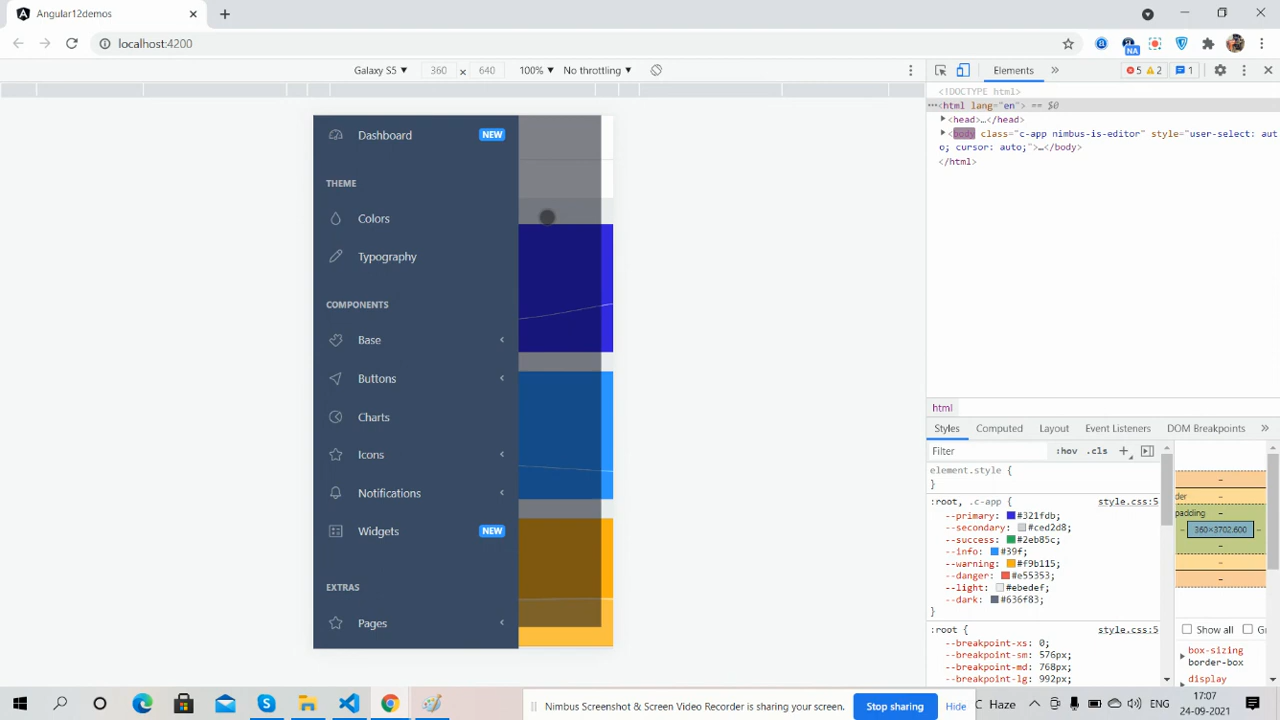 Angular12demos
localhost:4200
NA
Galaxy S5 360 × 640 100% No throttling
Elements
5 2 1
<!DOCTYPE html>
<html lang="en"> == $0
<head>…</head>
<body class="c-app nimbus-is-editor" style="user-select: aut
o; cursor: auto;">…</body>
</html>
Dashboard NEW
THEME
Colors
Typography
COMPONENTS
Base
Buttons
Charts
Icons
Notifications
Widgets NEW
EXTRAS
Pages
html
Styles Computed Layout Event Listeners DOM Breakpoints
Filter :hov .cls
element.style {
}
:root, .c-app { style.css:5
--primary: #321fdb;
--secondary: #ced2d8;
--success: #2eb85c;
--info: #39f;
--warning: #f9b115;
--danger: #e55353;
--light: #ebedef;
--dark: #636f83;
}
:root { style.css:5
--breakpoint-xs: 0;
--breakpoint-sm: 576px;
--breakpoint-md: 768px;
--breakpoint-lg: 992px;
der
padding
360×3702.600
Show all Gr
box-sizing
border-box
display
Nimbus Screenshot & Screen Video Recorder is sharing your screen. Stop sharing Hide
C Haze
ENG
17:07
24-09-2021